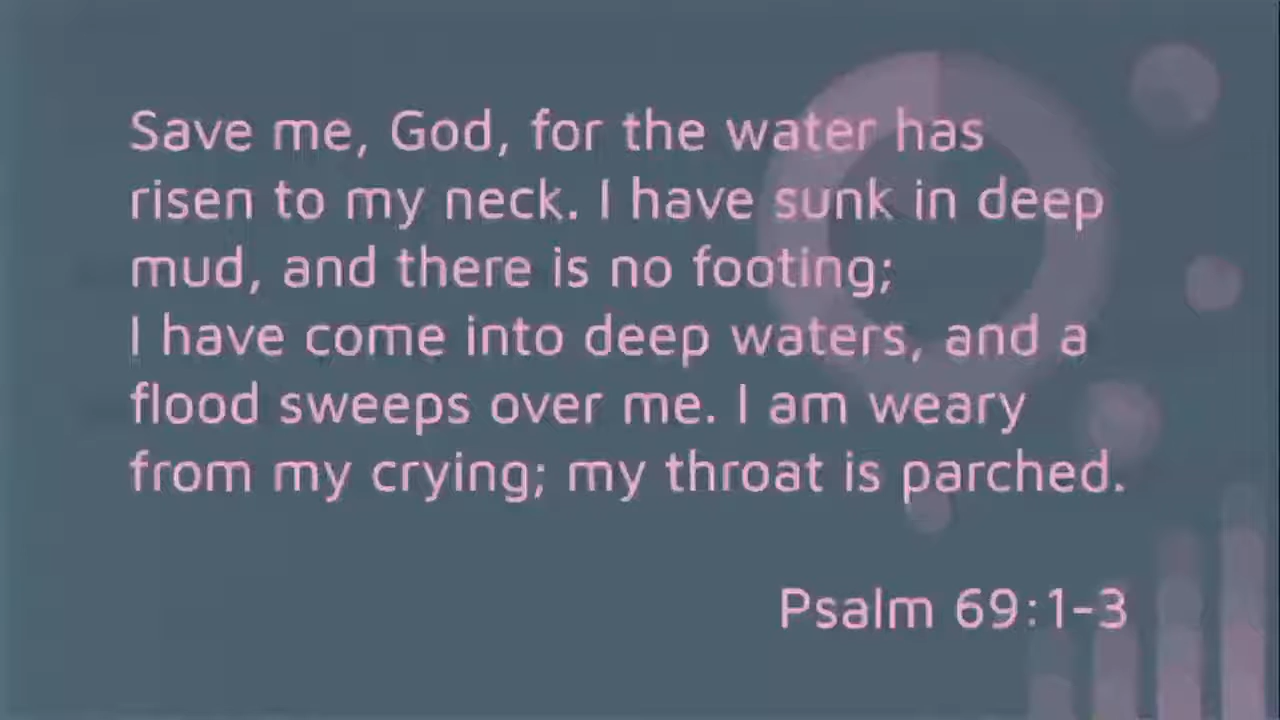 Save me, God, for the water has
risen to my neck. I have sunk in deep
mud, and there is no footing;
I have come into deep waters, and a
flood sweeps over me. I am weary
from my crying; my throat is parched.
Psalm 69:1-3